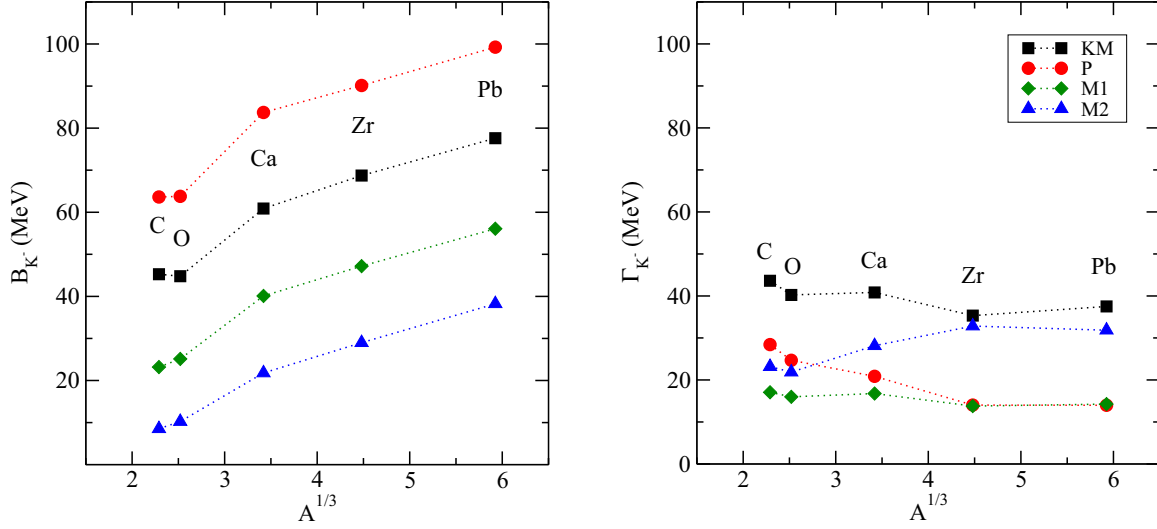 100
80
60
40
20
B_K- (MeV)
C
O
Ca
Zr
Pb
2 3 4 5 6
A^1/3
100
80
60
40
20
0
Γ_K- (MeV)
KM
P
M1
M2
C
O
Ca
Zr
Pb
2 3 4 5 6
A^1/3